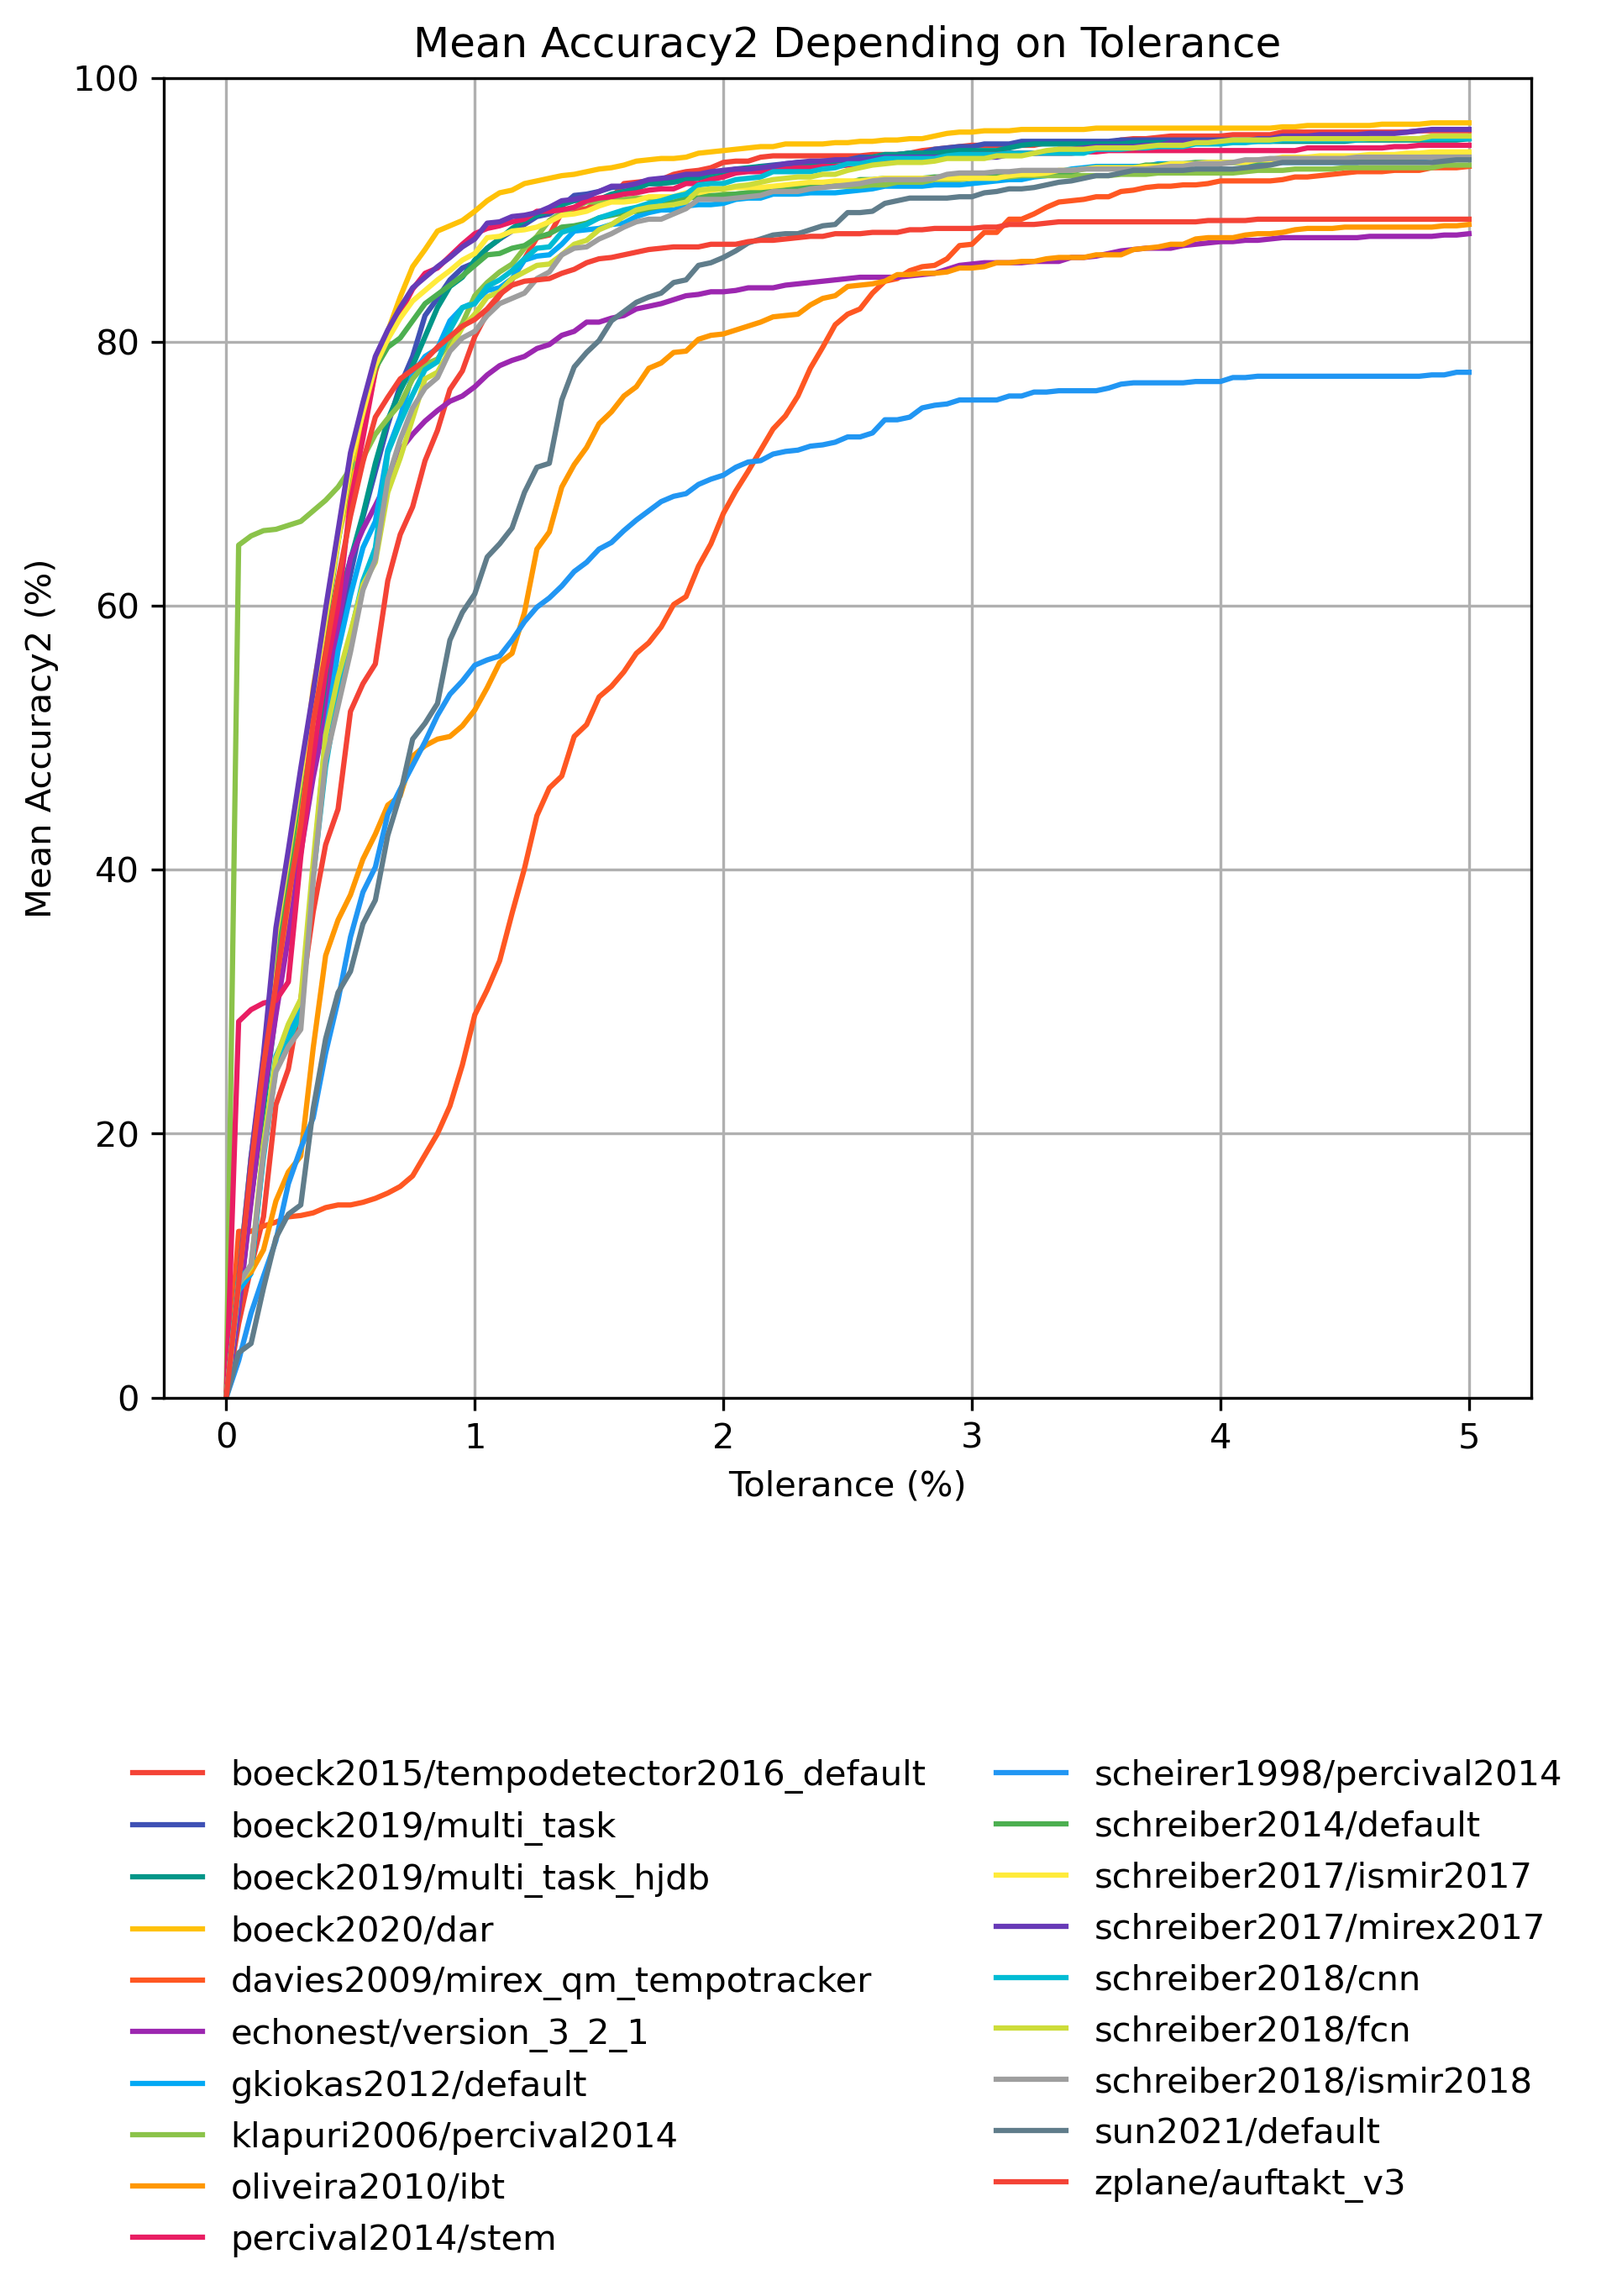 Mean Accuracy2 Depending on Tolerance
100
80
60
40
20
0
Mean Accuracy2 (%)
0 1 2 3 4 5
Tolerance (%)
boeck2015/tempodetector2016_default
boeck2019/multi_task
boeck2019/multi_task_hjdb
boeck2020/dar
davies2009/mirex_qm_tempotracker
echonest/version_3_2_1
gkiokas2012/default
klapuri2006/percival2014
oliveira2010/ibt
percival2014/stem
scheirer1998/percival2014
schreiber2014/default
schreiber2017/ismir2017
schreiber2017/mirex2017
schreiber2018/cnn
schreiber2018/fcn
schreiber2018/ismir2018
sun2021/default
zplane/auftakt_v3